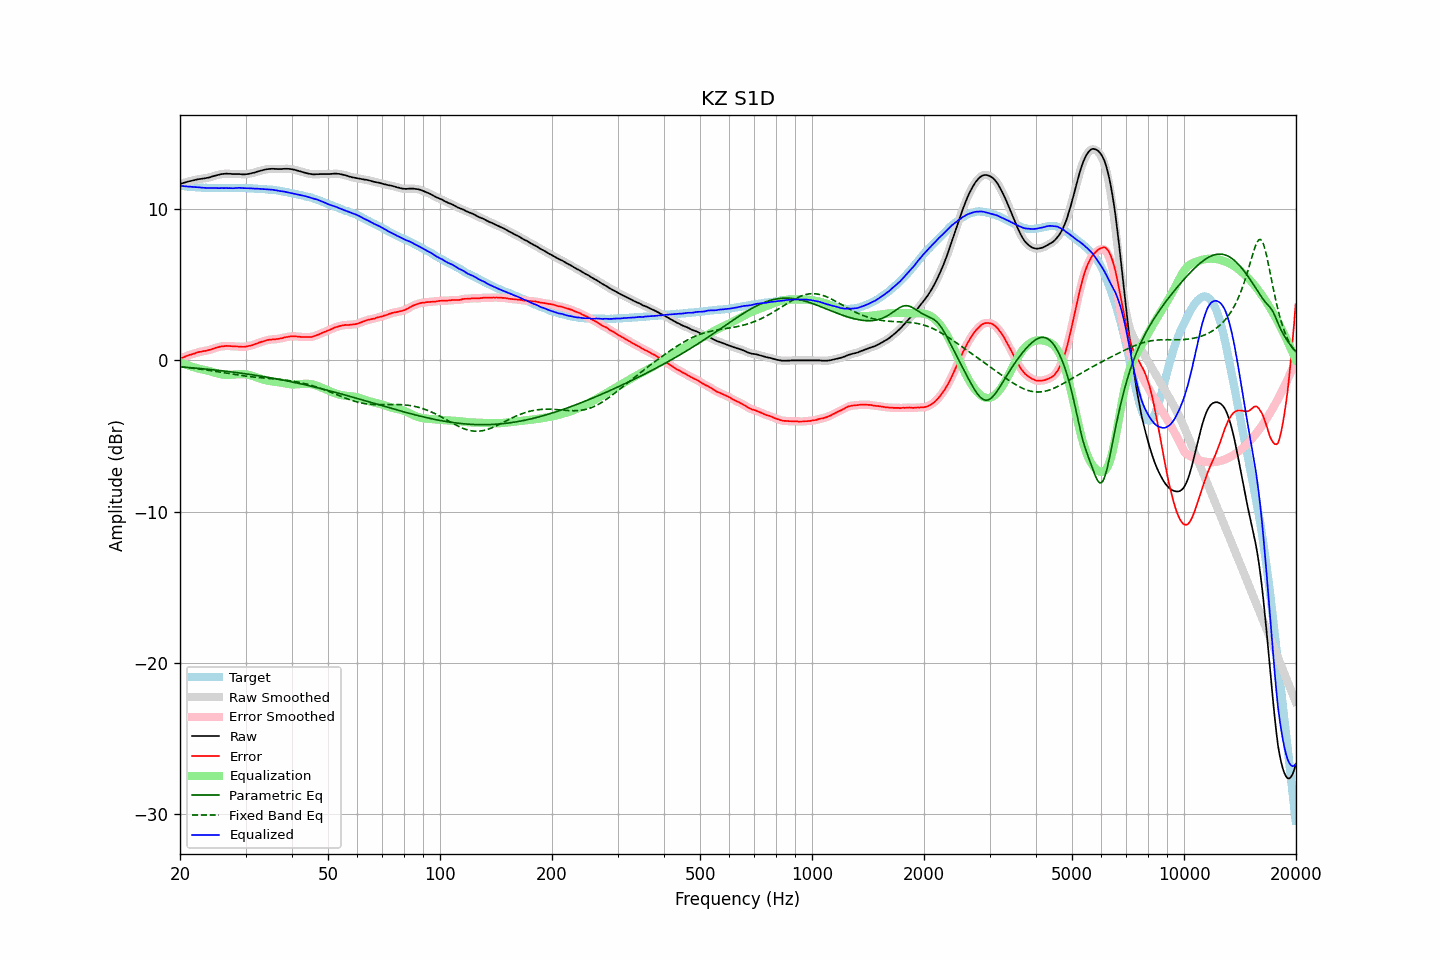 KZ S1D
Amplitude (dBr)
10
0
−10
−20
−30
Target
Raw Smoothed
Error Smoothed
Raw
Error
Equalization
Parametric Eq
Fixed Band Eq
Equalized
20 50 100 200 500 1000 2000 5000 10000 20000
Frequency (Hz)